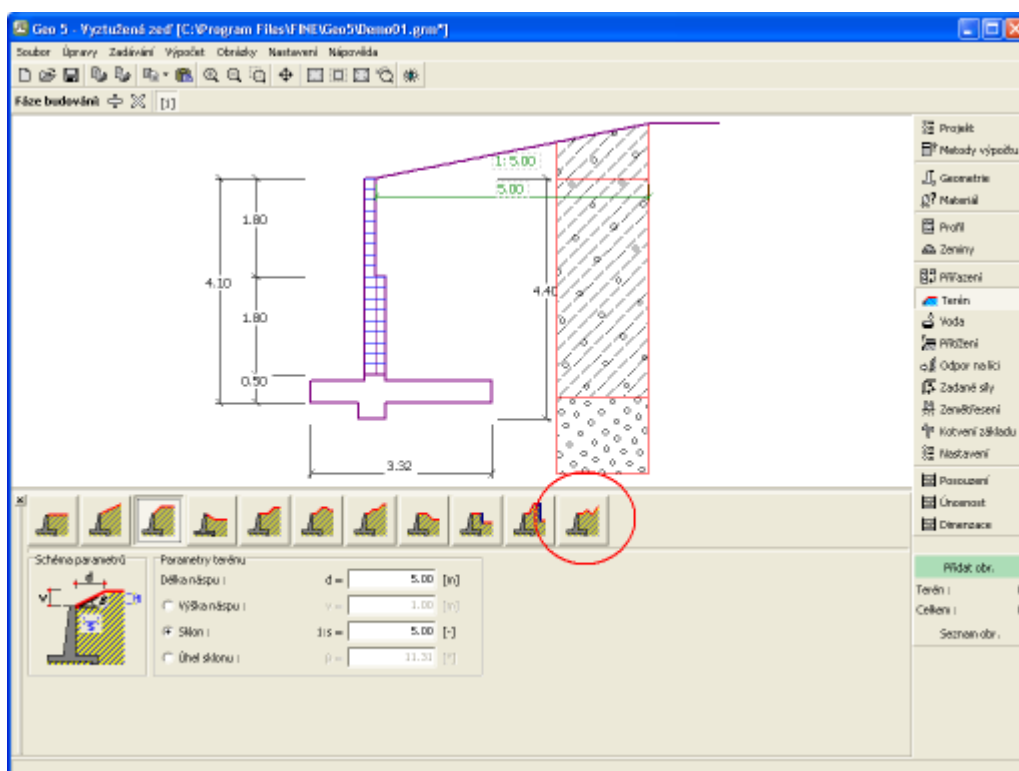 Geo 5 - Vyztužená zeď [C:\Program Files\FINE\Geo5\Demo01.grm*]
Soubor Úpravy Zadávání Výpočet Obrázky Nastavení Nápověda
Fáze budování [1]
1:5.00
5.00
1.80
4.10
4.40
1.80
0.50
3.32
Projekt
Metody výpočtu
Geometrie
Materiál
Profil
Zeminy
Přiřazení
Terén
Voda
Přitížení
Odpor na líci
Zadané síly
Zemětřesení
Kotvení základu
Nastavení
Posouzení
Únosnost
Dimenzace
Přidat obr.
Terén :
Celkem :
Seznam obr.
Schéma parametrů
d
v
Parametry terénu
Délka náspu : d = 5.00 [m]
Výška náspu : v = 1.00 [m]
Sklon : 1:s = 5.00 [-]
Úhel sklonu : β = 11.31 [°]